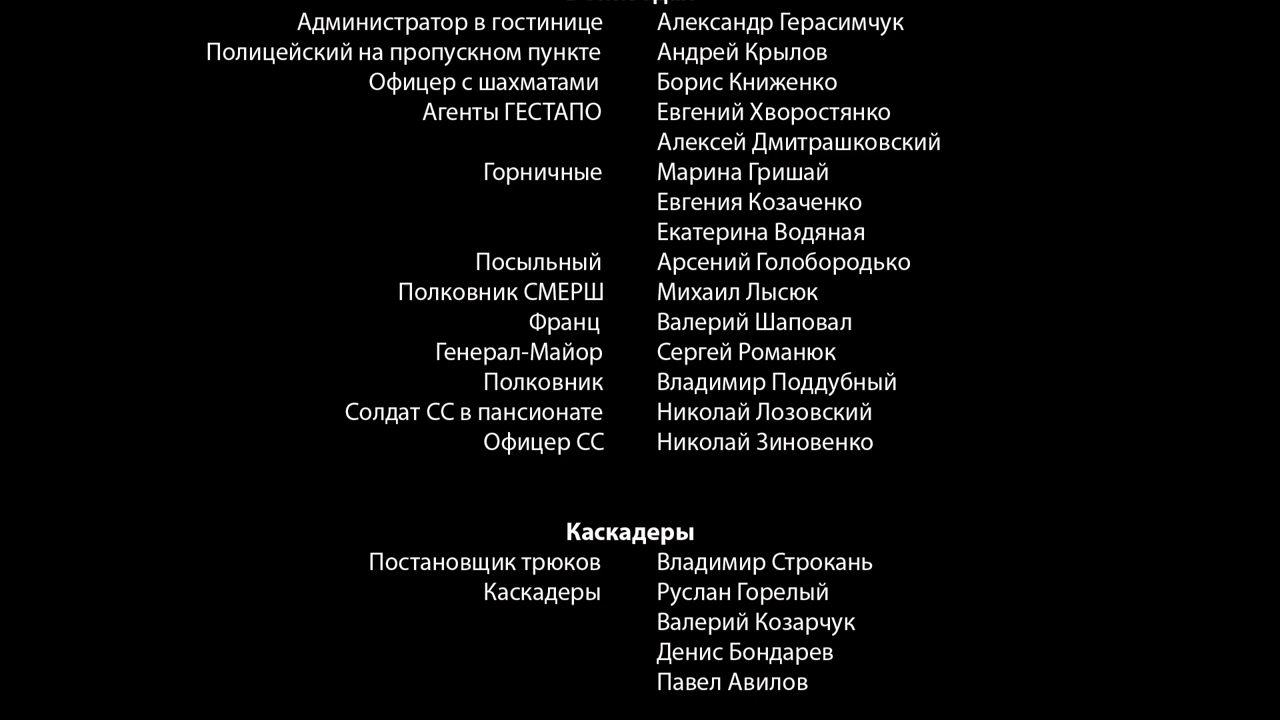 Администратор в гостинице Александр Герасимчук
Полицейский на пропускном пункте Андрей Крылов
Офицер с шахматами Борис Книженко
Агенты ГЕСТАПО Евгений Хворостянко
Алексей Дмитрашковский
Горничные Марина Гришай
Евгения Козаченко
Екатерина Водяная
Посыльный Арсений Голобородько
Полковник СМЕРШ Михаил Лысюк
Франц Валерий Шаповал
Генерал-Майор Сергей Романюк
Полковник Владимир Поддубный
Солдат СС в пансионате Николай Лозовский
Офицер СС Николай Зиновенко
Каскадеры
Постановщик трюков Владимир Строкань
Каскадеры Руслан Горелый
Валерий Козарчук
Денис Бондарев
Павел Авилов